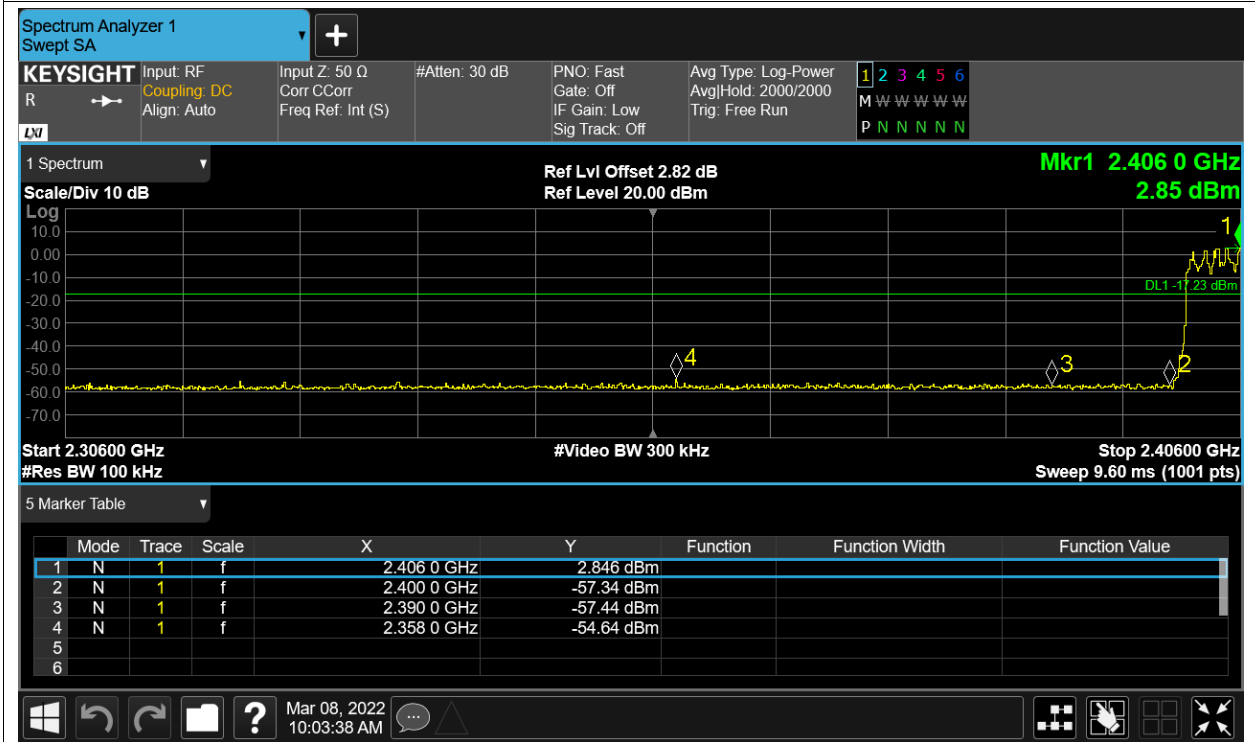 Spectrum Analyzer 1
Swept SA
+
KEYSIGHT Input: RF Input Z: 50 Ω #Atten: 30 dB PNO: Fast Avg Type: Log-Power 1 2 3 4 5 6
R Coupling: DC Corr CCorr Gate: Off Avg|Hold: 2000/2000 M W W W W W
Align: Auto Freq Ref: Int (S) IF Gain: Low Trig: Free Run
LXI Sig Track: Off P N N N N N
1 Spectrum Ref Lvl Offset 2.82 dB Mkr1 2.406 0 GHz
Scale/Div 10 dB Ref Level 20.00 dBm 2.85 dBm
Log
1
10.0
0.00
-10.0
DL1 -17.23 dBm
-20.0
-30.0
-40.0
4 3 2
-50.0
-60.0
-70.0
Start 2.30600 GHz #Video BW 300 kHz Stop 2.40600 GHz
#Res BW 100 kHz Sweep 9.60 ms (1001 pts)
5 Marker Table
Mode Trace Scale X Y Function Function Width Function Value
1 N 1 f 2.406 0 GHz 2.846 dBm
2 N 1 f 2.400 0 GHz -57.34 dBm
3 N 1 f 2.390 0 GHz -57.44 dBm
4 N 1 f 2.358 0 GHz -54.64 dBm
5
6
? Mar 08, 2022
10:03:38 AM